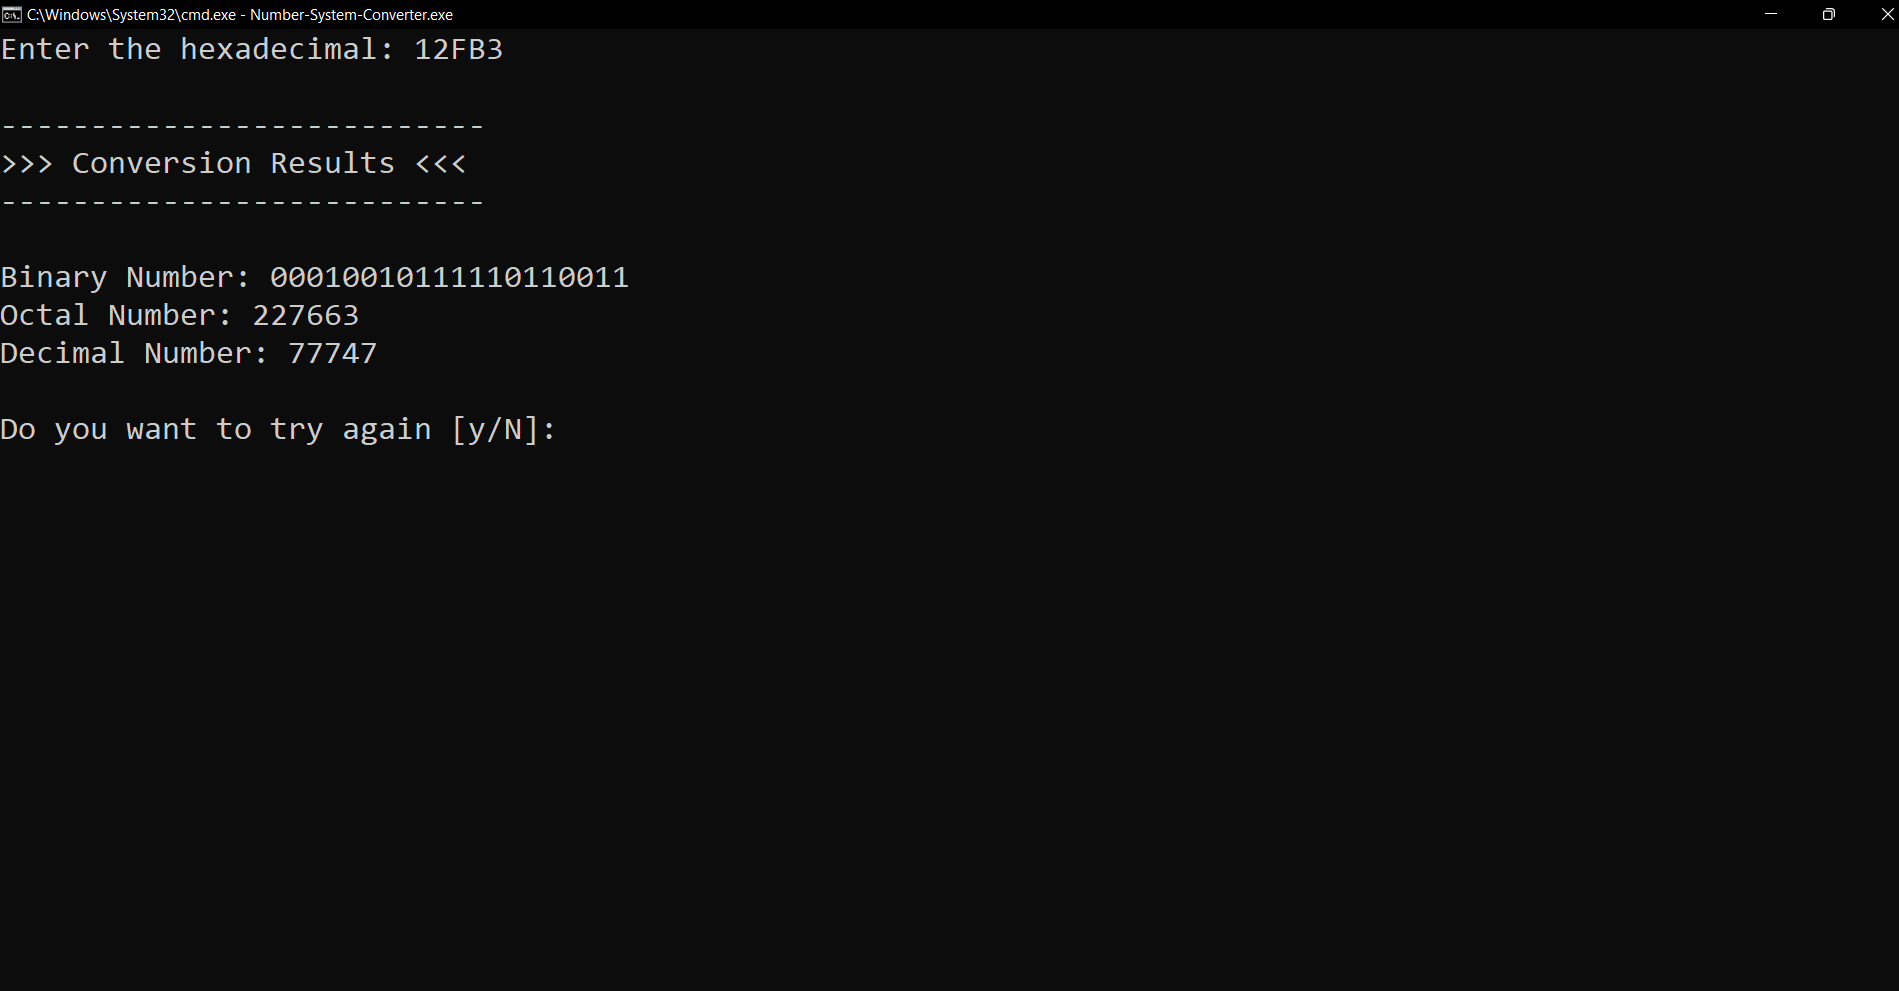 C:\Windows\System32\cmd.exe - Number-System-Converter.exe
Enter the hexadecimal: 12FB3
---------------------------
>>> Conversion Results <<<
---------------------------
Binary Number: 00010010111110110011
Octal Number: 227663
Decimal Number: 77747
Do you want to try again [y/N]: